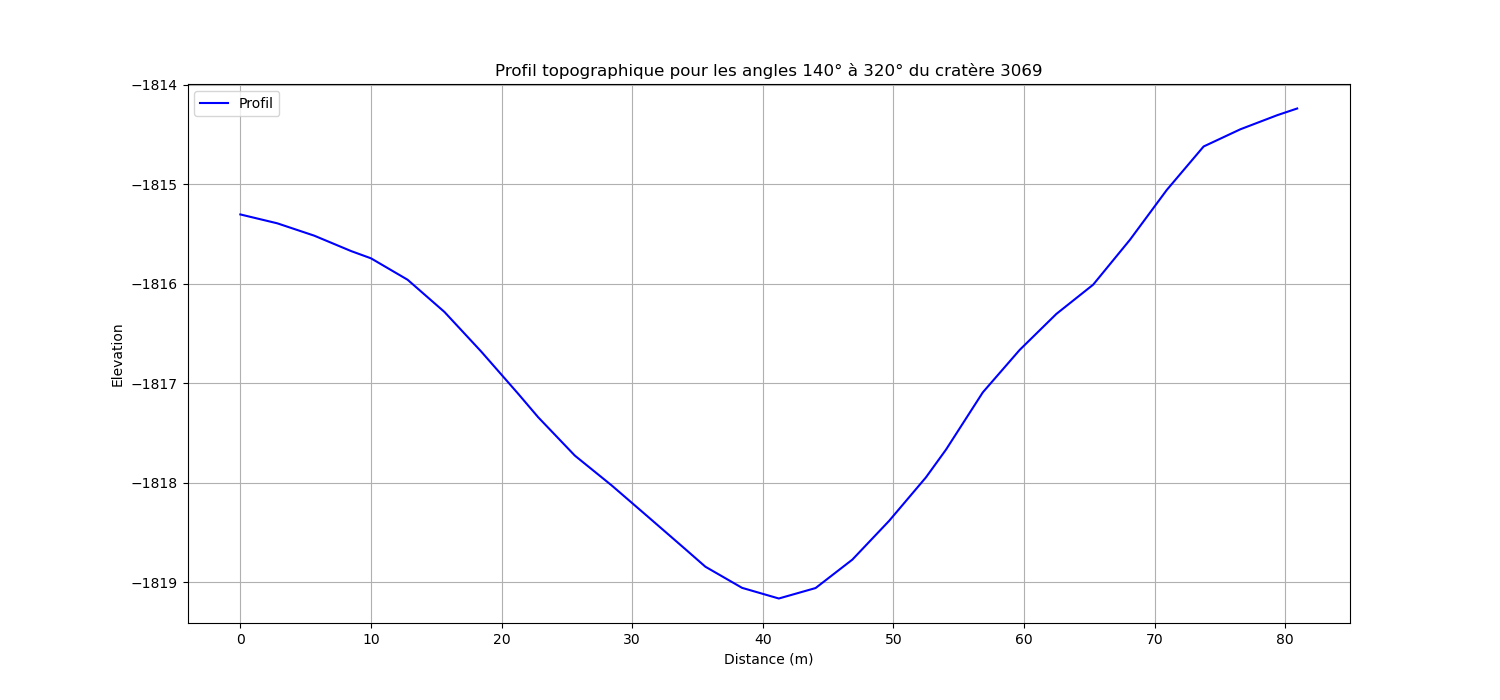 Profil topographique pour les angles 140° à 320° du cratère 3069
Profil
Elevation
−1814
−1815
−1816
−1817
−1818
−1819
0 10 20 30 40 50 60 70 80
Distance (m)